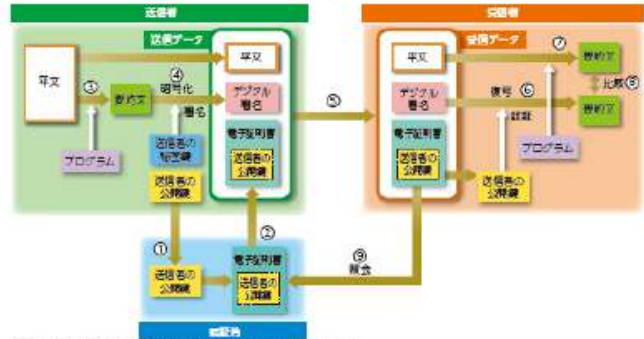 送信者
受信者
送信データ
受信データ
平文
③
要約文
④
暗号化
署名
プログラム
送信者の
秘密鍵
送信者の
公開鍵
平文
デジタル
署名
電子証明書
送信者の
公開鍵
⑤
平文
デジタル
署名
電子証明書
送信者の
公開鍵
⑦
要約文
比較⑧
復号
⑥
要約文
プログラム
送信者の
公開鍵
①
②
⑨
照会
送信者の
公開鍵
電子証明書
送信者の
公開鍵
認証局